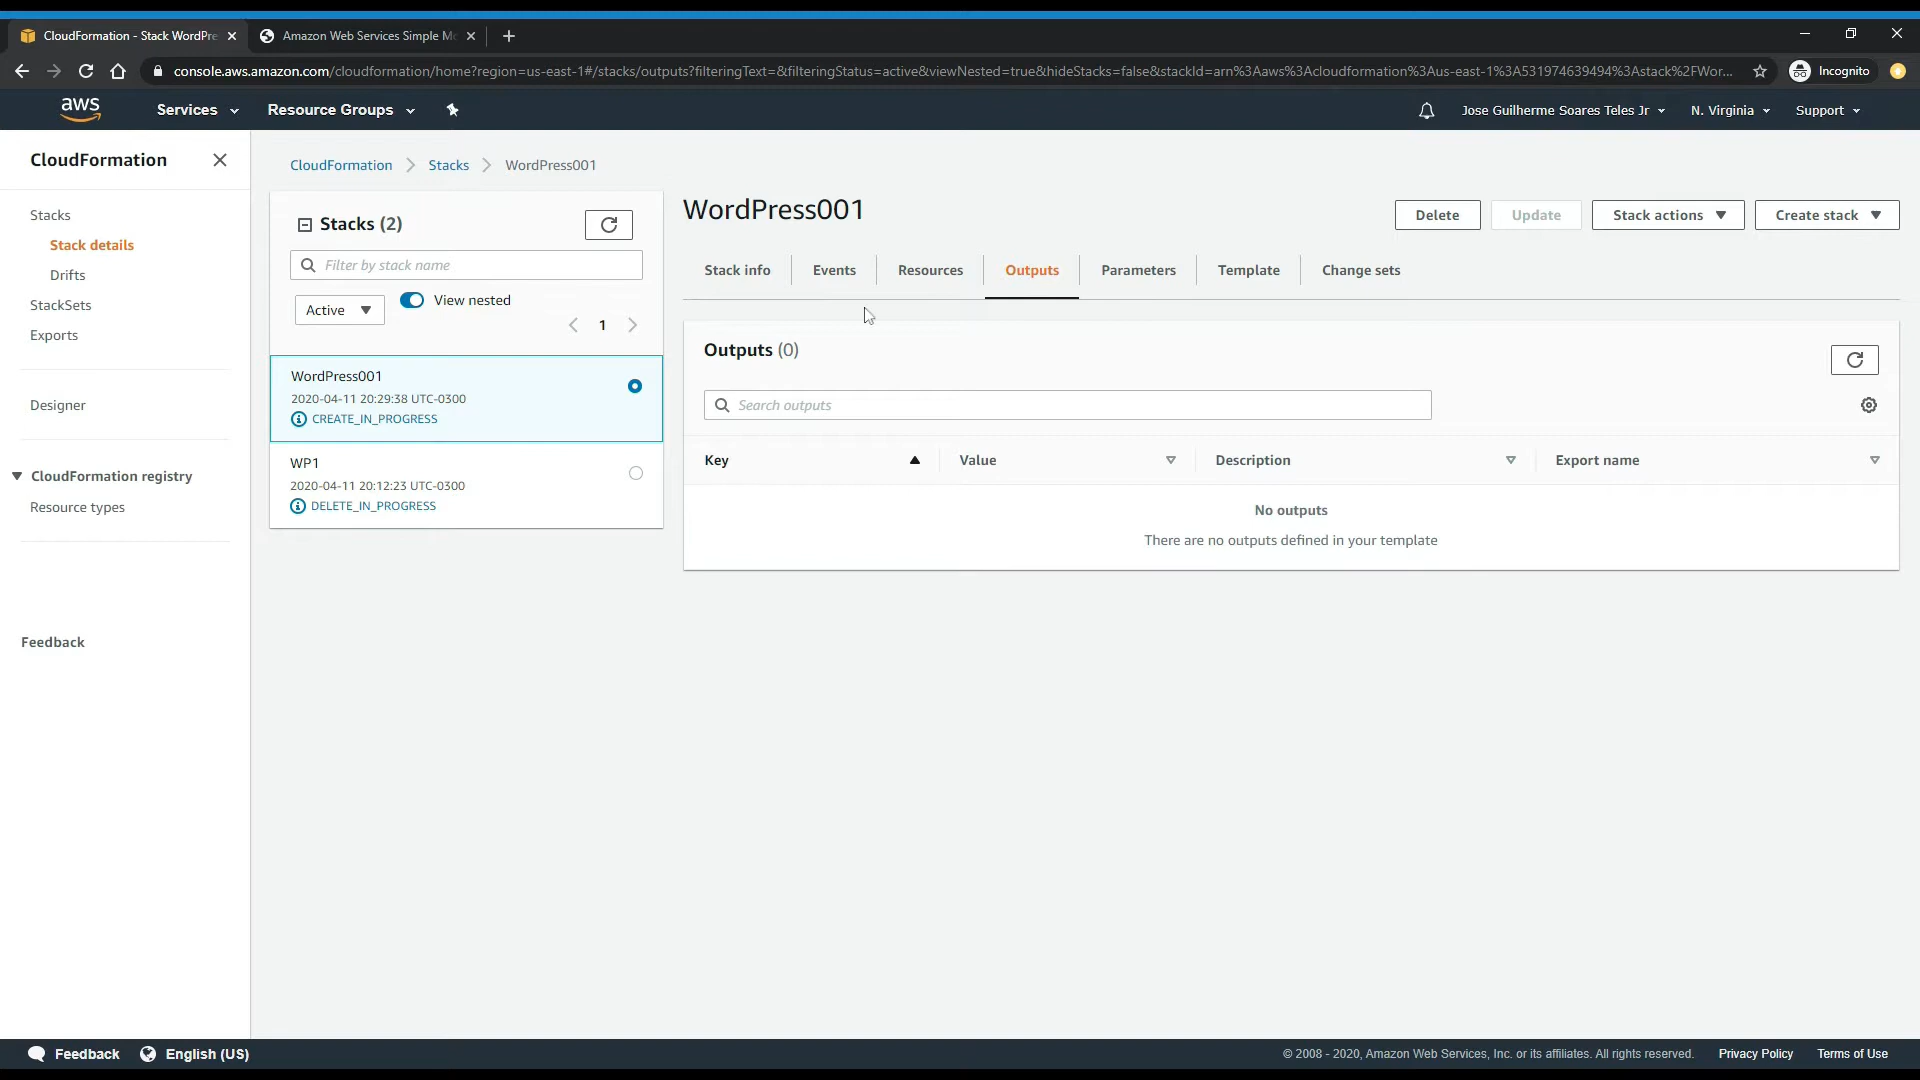 CloudFormation - Stack WordPre
Amazon Web Services Simple Mo
console.aws.amazon.com/cloudformation/home?region=us-east-1#/stacks/outputs?filteringText=&filteringStatus=active&viewNested=true&hideStacks=false&stackId=arn%3Aaws%3Acloudformation%3Aus-east-1%3A531974639494%3Astack%2FWor...
Incognito
aws
Services
Resource Groups
Jose Guilherme Soares Teles Jr
N. Virginia
Support
CloudFormation
Stacks
Stack details
Drifts
StackSets
Exports
Designer
CloudFormation registry
Resource types
Feedback
CloudFormation
Stacks
WordPress001
Stacks (2)
Filter by stack name
Active
View nested
1
WordPress001
2020-04-11 20:29:38 UTC-0300
CREATE_IN_PROGRESS
WP1
2020-04-11 20:12:23 UTC-0300
DELETE_IN_PROGRESS
WordPress001
Delete
Update
Stack actions
Create stack
Stack info
Events
Resources
Outputs
Parameters
Template
Change sets
Outputs (0)
Search outputs
Key
Value
Description
Export name
No outputs
There are no outputs defined in your template
Feedback
English (US)
© 2008 - 2020, Amazon Web Services, Inc. or its affiliates. All rights reserved.
Privacy Policy
Terms of Use